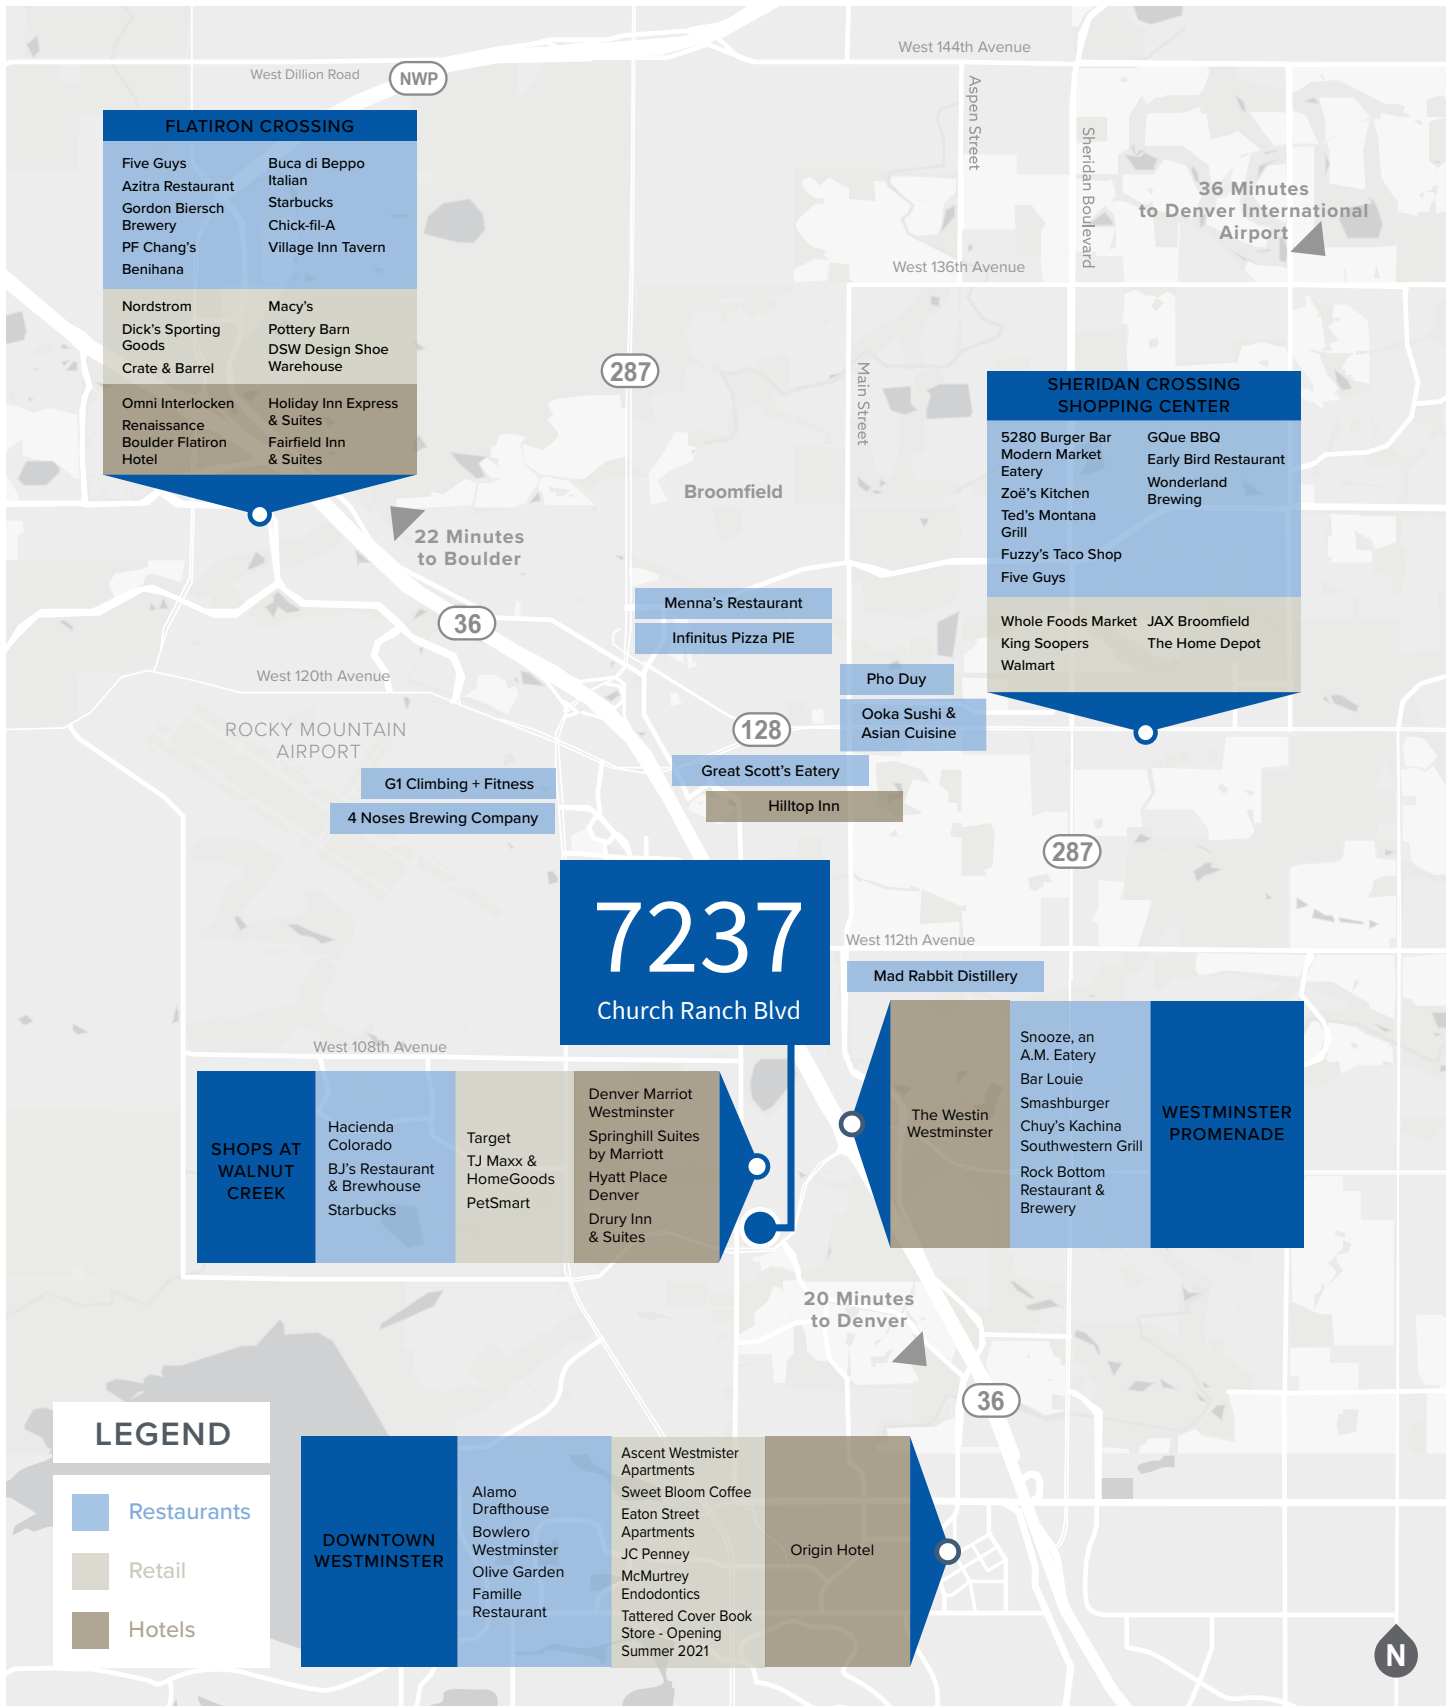 West 144th Avenue
West Dillion Road
NWP
Aspen Street
Sheridan Boulevard
36 Minutes
to Denver International
Airport
West 136th Avenue
FLATIRON CROSSING
Five Guys
Azitra Restaurant
Gordon Biersch
Brewery
PF Chang's
Benihana
Buca di Beppo
Italian
Starbucks
Chick-fil-A
Village Inn Tavern
Nordstrom
Dick's Sporting
Goods
Crate & Barrel
Macy's
Pottery Barn
DSW Design Shoe
Warehouse
Omni Interlocken
Renaissance
Boulder Flatiron
Hotel
Holiday Inn Express
& Suites
Fairfield Inn
& Suites
287
Main Street
Broomfield
22 Minutes
to Boulder
36
SHERIDAN CROSSING
SHOPPING CENTER
5280 Burger Bar
Modern Market
Eatery
Zoë's Kitchen
Ted's Montana
Grill
Fuzzy's Taco Shop
Five Guys
GQue BBQ
Early Bird Restaurant
Wonderland
Brewing
Whole Foods Market
King Soopers
Walmart
JAX Broomfield
The Home Depot
Menna's Restaurant
Infinitus Pizza PIE
West 120th Avenue
Pho Duy
Ooka Sushi &
Asian Cuisine
ROCKY MOUNTAIN
AIRPORT
128
G1 Climbing + Fitness
4 Noses Brewing Company
Great Scott's Eatery
Hilltop Inn
287
7237
Church Ranch Blvd
West 112th Avenue
Mad Rabbit Distillery
West 108th Avenue
SHOPS AT
WALNUT
CREEK
Hacienda
Colorado
BJ's Restaurant
& Brewhouse
Starbucks
Target
TJ Maxx &
HomeGoods
PetSmart
Denver Marriot
Westminster
Springhill Suites
by Marriott
Hyatt Place
Denver
Drury Inn
& Suites
The Westin
Westminster
Snooze, an
A.M. Eatery
Bar Louie
Smashburger
Chuy's Kachina
Southwestern Grill
Rock Bottom
Restaurant &
Brewery
WESTMINSTER
PROMENADE
20 Minutes
to Denver
36
LEGEND
Restaurants
Retail
Hotels
DOWNTOWN
WESTMINSTER
Alamo
Drafthouse
Bowlero
Westminster
Olive Garden
Famille
Restaurant
Ascent Westmister
Apartments
Sweet Bloom Coffee
Eaton Street
Apartments
JC Penney
McMurtrey
Endodontics
Tattered Cover Book
Store - Opening
Summer 2021
Origin Hotel
N